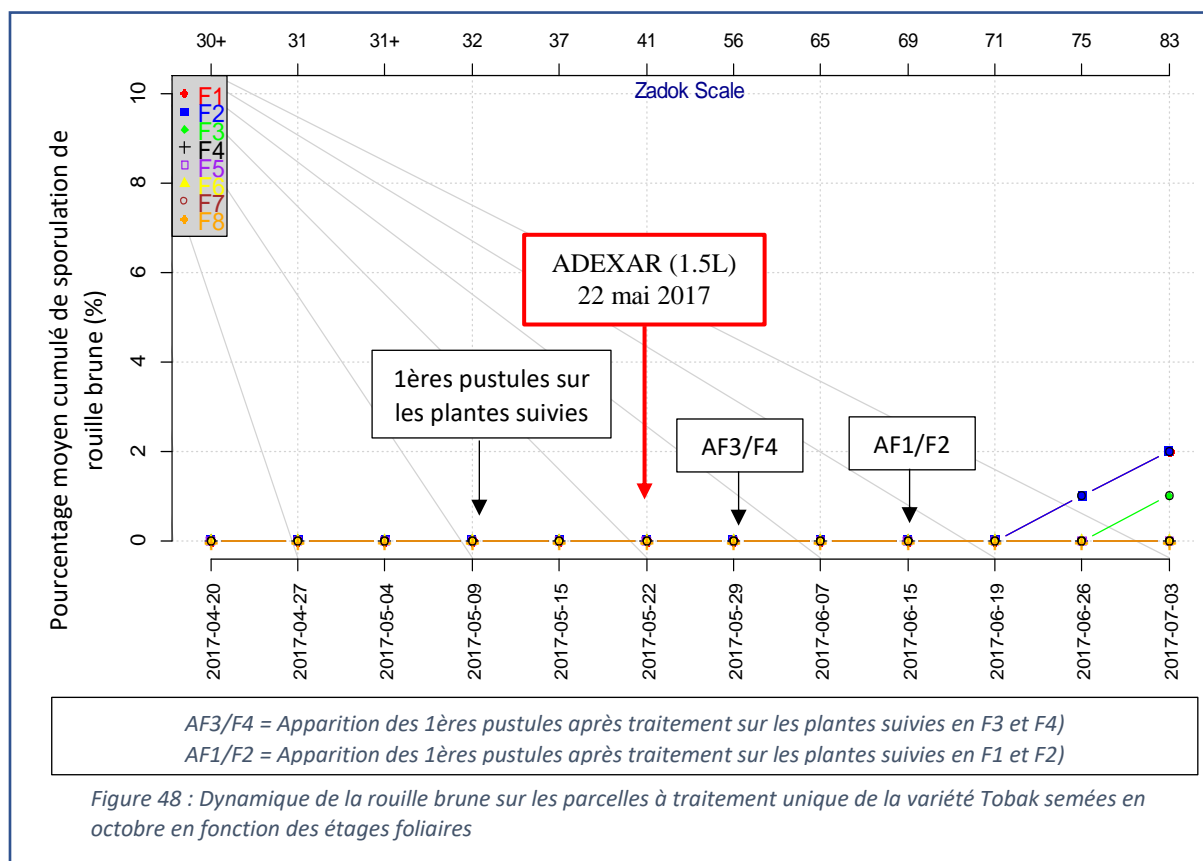 30+ 31 31+ 32 37 41 56 65 69 71 75 83
Zadok Scale
F1
F2
F3
F4
F5
F6
F7
F8
Pourcentage moyen cumulé de sporulation de
rouille brune (%)
10
8
6
4
2
0
ADEXAR (1.5L)
22 mai 2017
1ères pustules sur
les plantes suivies
AF3/F4
AF1/F2
2017-04-20
2017-04-27
2017-05-04
2017-05-09
2017-05-15
2017-05-22
2017-05-29
2017-06-07
2017-06-15
2017-06-19
2017-06-26
2017-07-03
AF3/F4 = Apparition des 1ères pustules après traitement sur les plantes suivies en F3 et F4)
AF1/F2 = Apparition des 1ères pustules après traitement sur les plantes suivies en F1 et F2)
Figure 48 : Dynamique de la rouille brune sur les parcelles à traitement unique de la variété Tobak semées en
octobre en fonction des étages foliaires